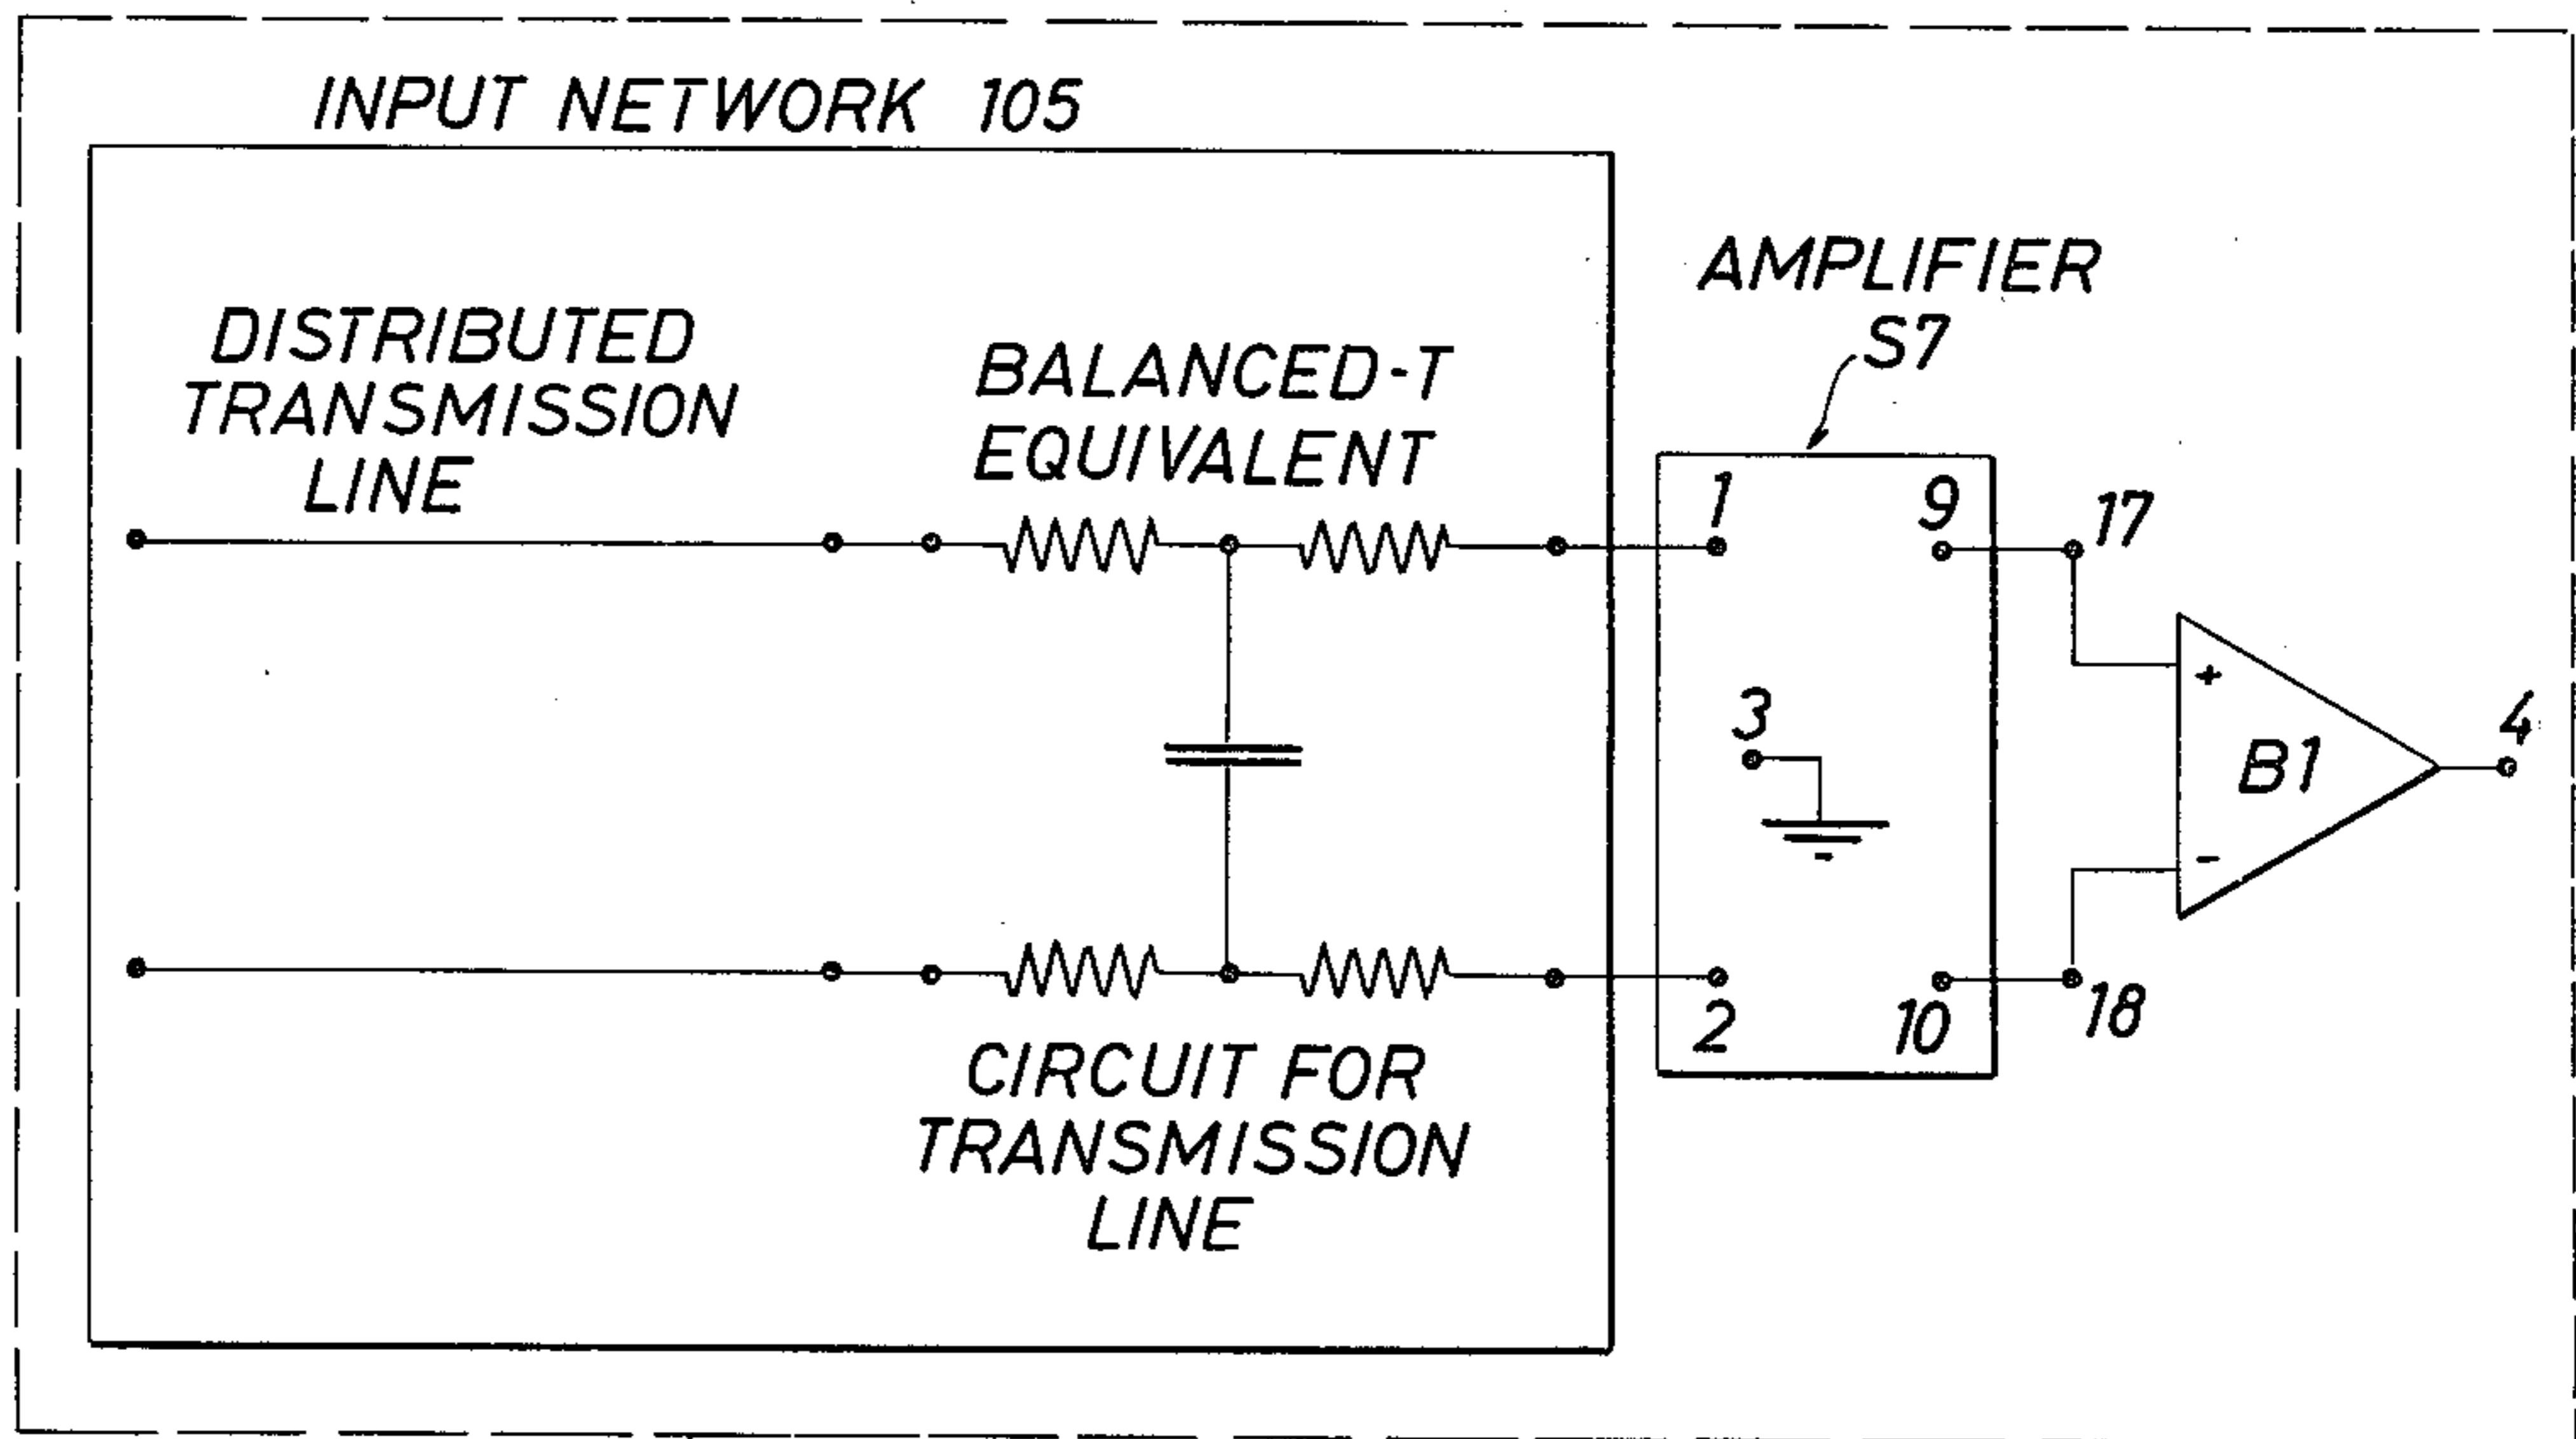 INPUT NETWORK 105
DISTRIBUTED
TRANSMISSION
LINE
BALANCED-T
EQUIVALENT
CIRCUIT FOR
TRANSMISSION
LINE
AMPLIFIER
S7
1
9
17
3
2
10
18
+
-
B1
4